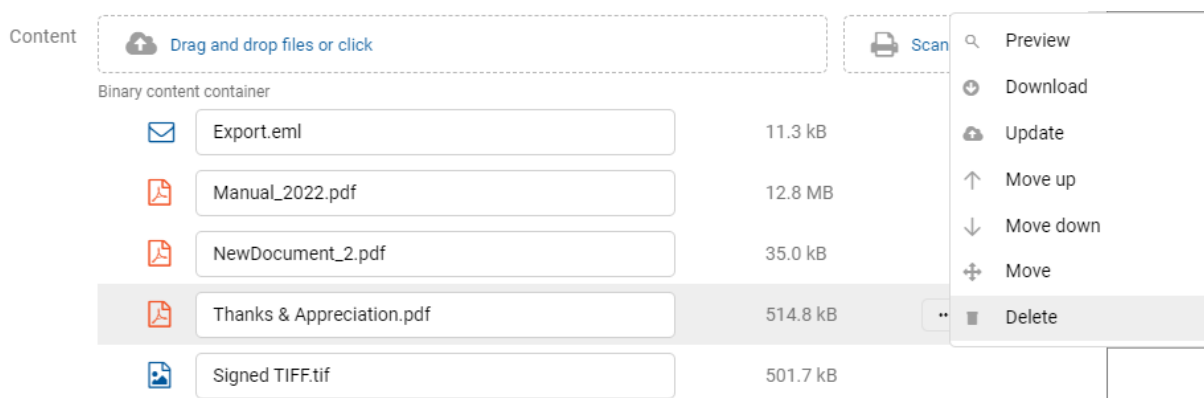 Content
Drag and drop files or click
Scan
Binary content container
Export.eml 11.3 kB
Manual_2022.pdf 12.8 MB
NewDocument_2.pdf 35.0 kB
Thanks & Appreciation.pdf 514.8 kB
Signed TIFF.tif 501.7 kB
Preview
Download
Update
Move up
Move down
Move
Delete